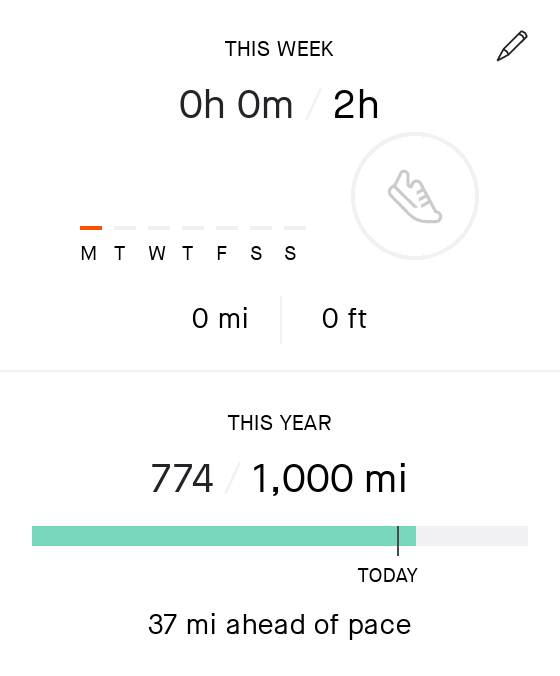 THIS WEEK
0h 0m / 2h
M T W T F S S
0 mi 0 ft
THIS YEAR
774 / 1,000 mi
TODAY
37 mi ahead of pace